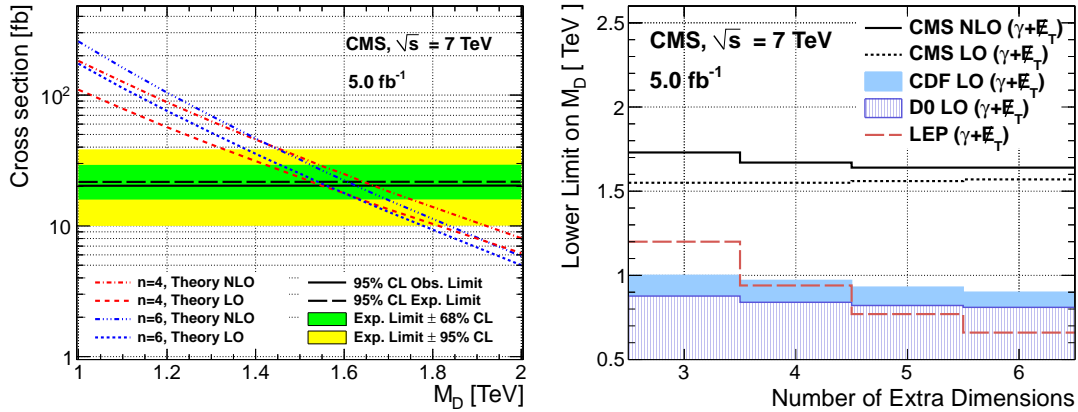 Cross section [fb]
10²
10
1
CMS, √s = 7 TeV
5.0 fb⁻¹
n=4, Theory NLO
n=4, Theory LO
n=6, Theory NLO
n=6, Theory LO
95% CL Obs. Limit
95% CL Exp. Limit
Exp. Limit ± 68% CL
Exp. Limit ± 95% CL
1 1.2 1.4 1.6 1.8 2
M_D [TeV]
Lower Limit on M_D [TeV]
2.5
2
1.5
1
0.5
CMS, √s = 7 TeV
5.0 fb⁻¹
CMS NLO (γ+E̸_T)
CMS LO (γ+E̸_T)
CDF LO (γ+E̸_T)
D0 LO (γ+E̸_T)
LEP (γ+E̸_T)
3 4 5 6
Number of Extra Dimensions